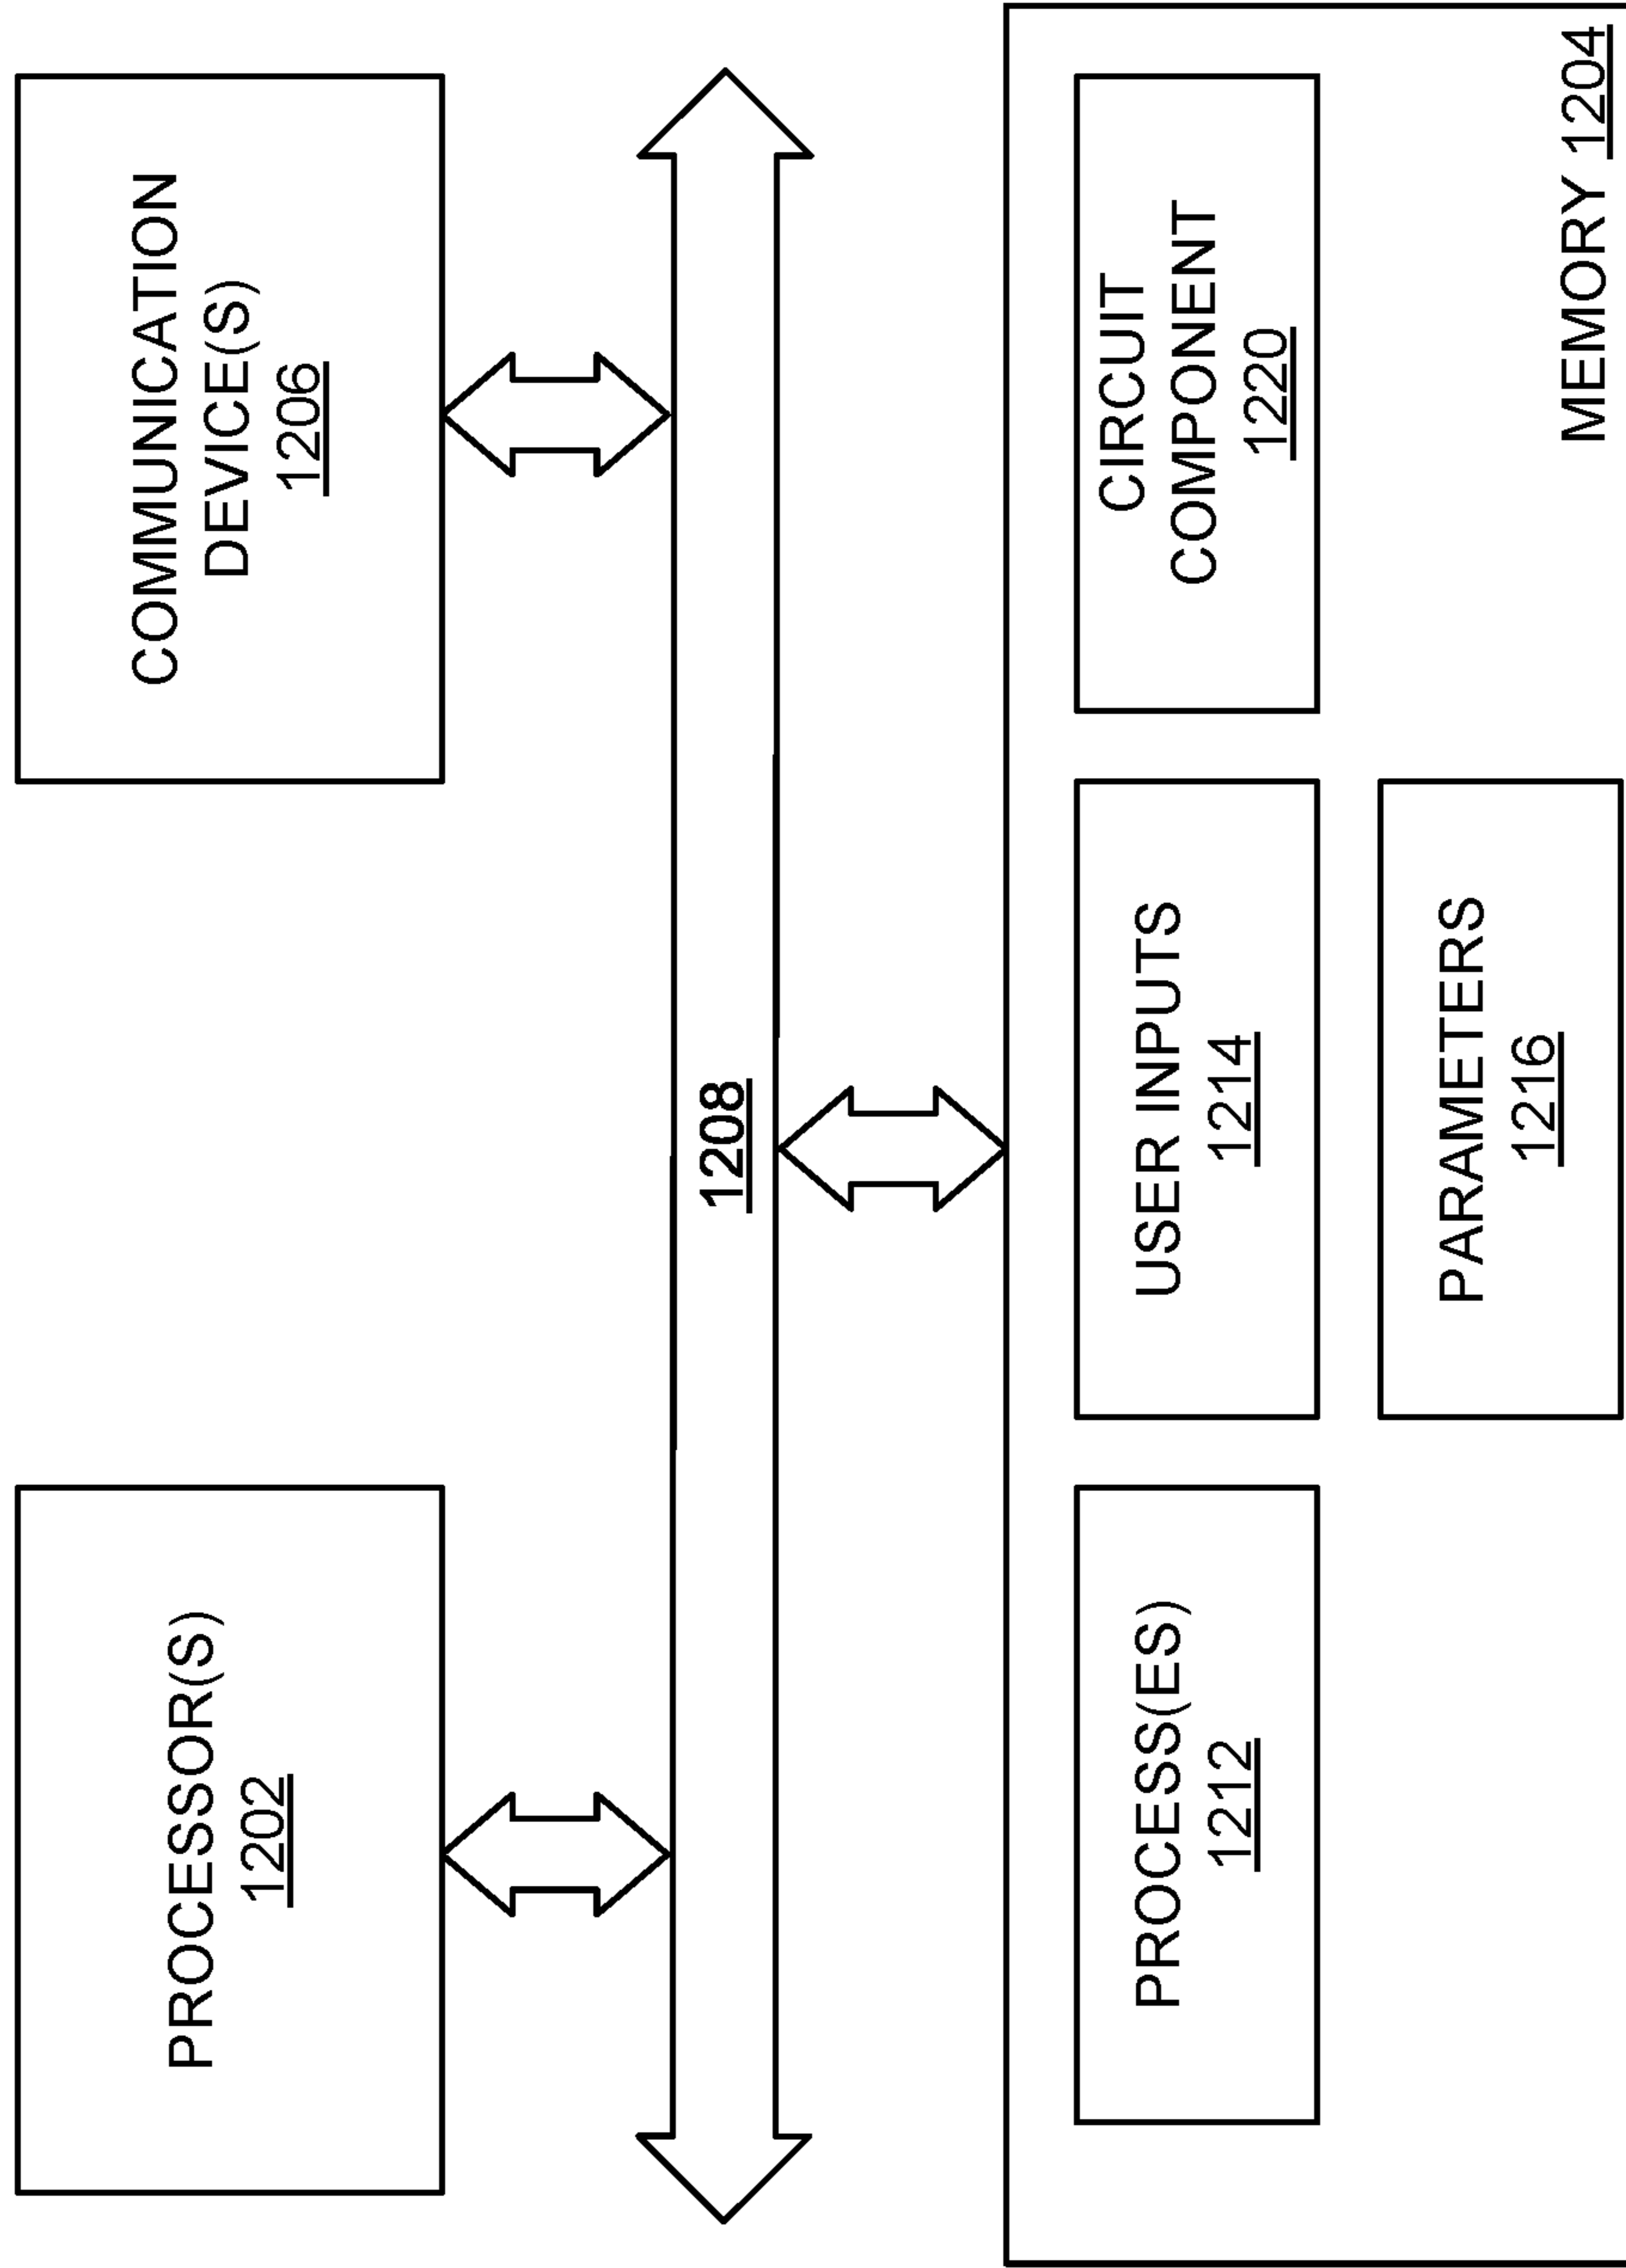 PROCESSOR(S)
1202
COMMUNICATION
DEVICE(S)
1206
1208
PROCESS(ES)
1212
USER INPUTS
1214
CIRCUIT
COMPONENT
1220
PARAMETERS
1216
MEMORY 1204